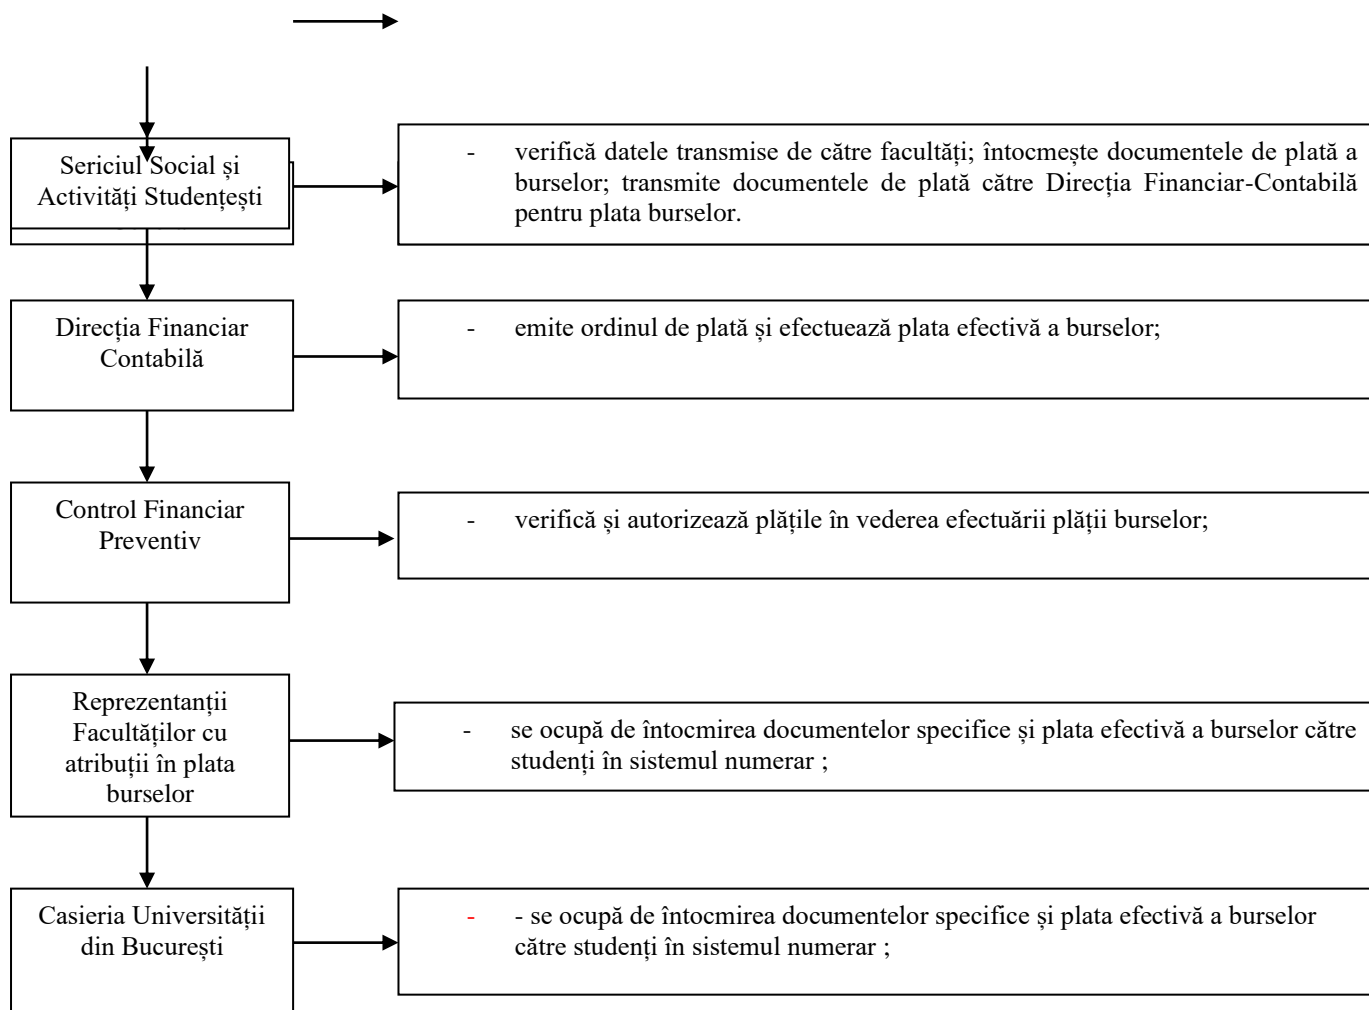 Sericiul Social și
Activități Studențești
- verifică datele transmise de către facultăți; întocmește documentele de plată a
burselor; transmite documentele de plată către Direcția Financiar-Contabilă
pentru plata burselor.
Direcția Financiar
Contabilă
- emite ordinul de plată și efectuează plata efectivă a burselor;
Control Financiar
Preventiv
- verifică și autorizează plățile în vederea efectuării plății burselor;
Reprezentanții
Facultăților cu
atribuții în plata
burselor
- se ocupă de întocmirea documentelor specifice și plata efectivă a burselor către
studenți în sistemul numerar ;
Casieria Universității
din București
- - se ocupă de întocmirea documentelor specifice și plata efectivă a burselor
către studenți în sistemul numerar ;